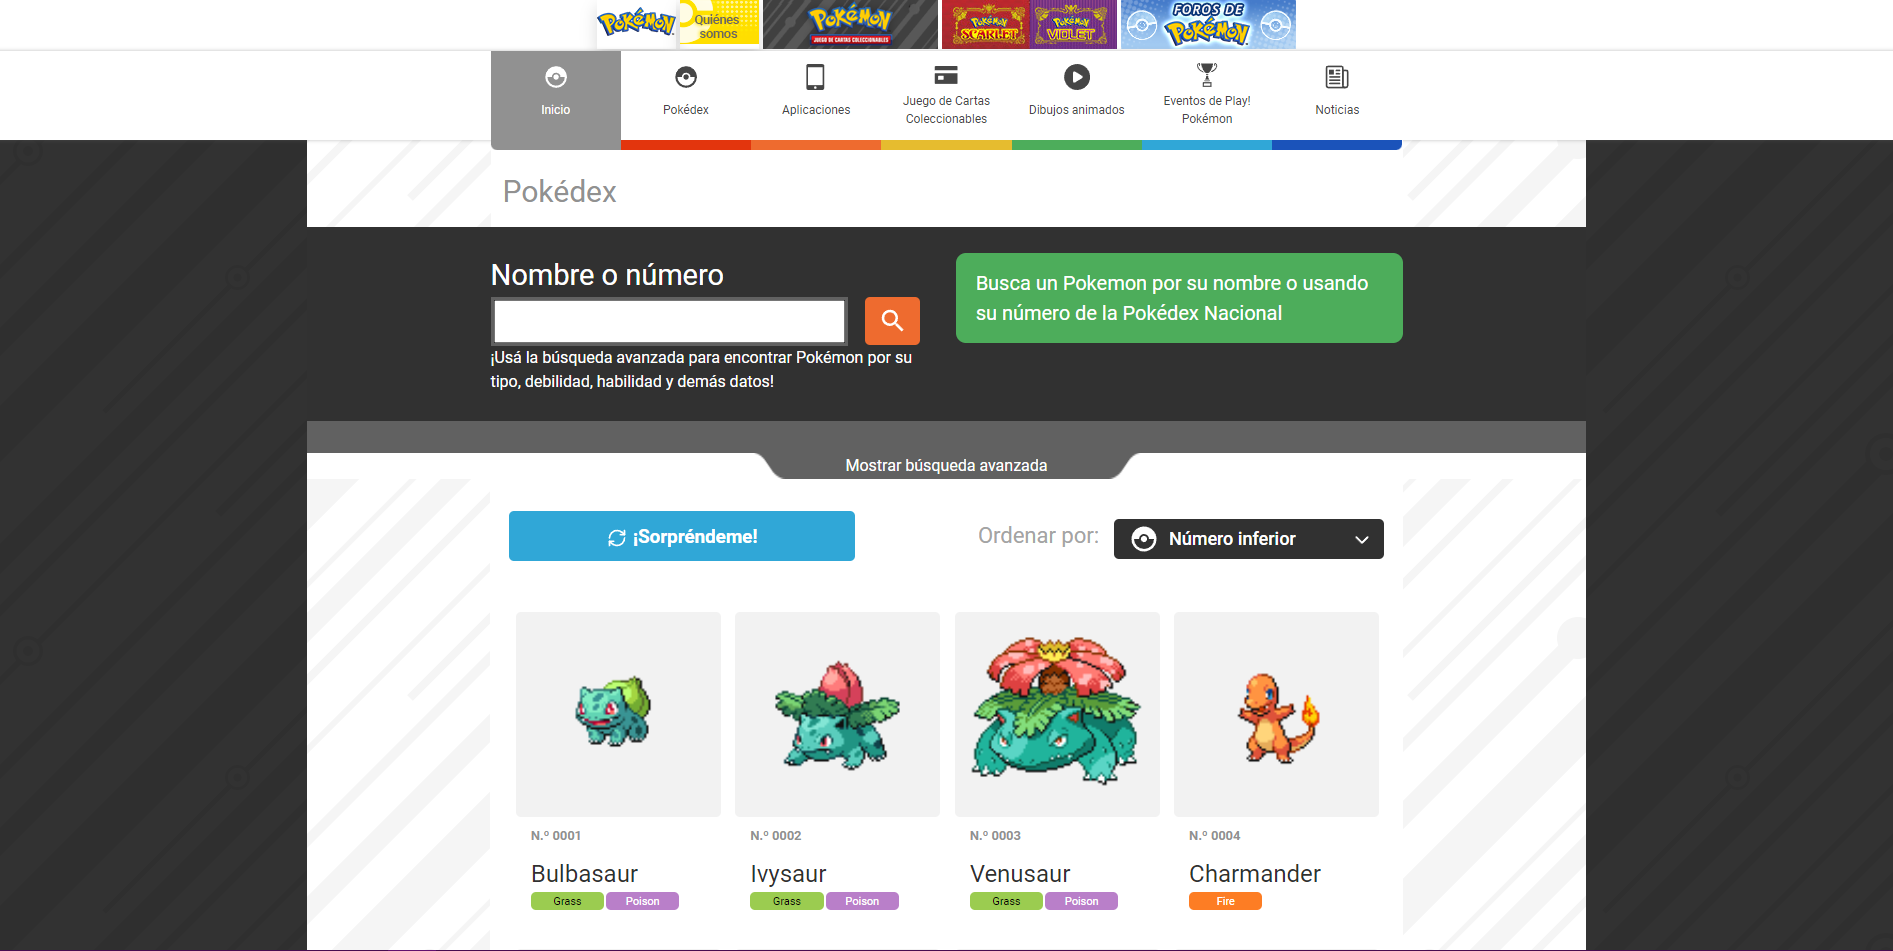 Pokémon
Quiénes
somos
Pokémon
JUEGO DE CARTAS COLECCIONABLES
Pokémon
SCARLET
Pokémon
VIOLET
FOROS DE
Pokémon
Inicio
Pokédex
Aplicaciones
Juego de Cartas
Coleccionables
Dibujos animados
Eventos de Play!
Pokémon
Noticias
Pokédex
Nombre o número
¡Usá la búsqueda avanzada para encontrar Pokémon por su
tipo, debilidad, habilidad y demás datos!
Busca un Pokemon por su nombre o usando
su número de la Pokédex Nacional
Mostrar búsqueda avanzada
¡Sorpréndeme!
Ordenar por:
Número inferior
N.º 0001
Bulbasaur
Grass
Poison
N.º 0002
Ivysaur
Grass
Poison
N.º 0003
Venusaur
Grass
Poison
N.º 0004
Charmander
Fire